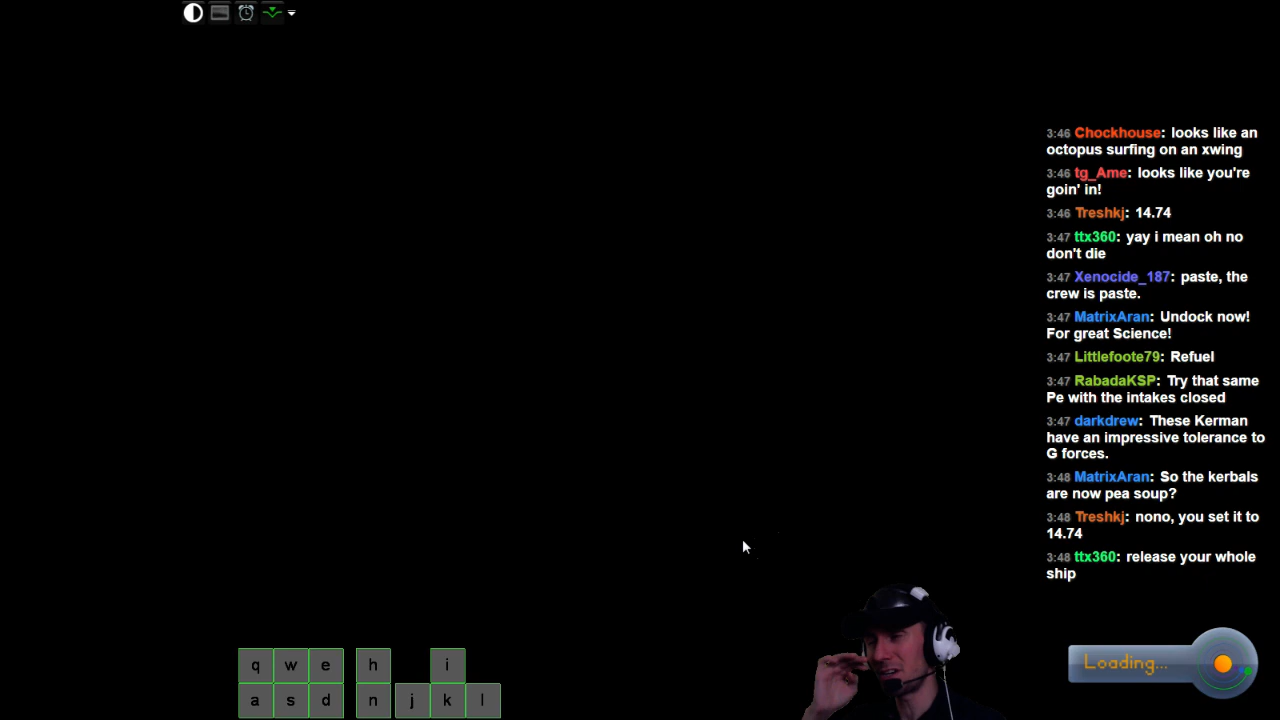 3:46 Chockhouse: looks like an
octopus surfing on an xwing
3:46 tg_Ame: looks like you're
goin' in!
3:46 Treshkj: 14.74
3:47 ttx360: yay i mean oh no
don't die
3:47 Xenocide_187: paste, the
crew is paste.
3:47 MatrixAran: Undock now!
For great Science!
3:47 Littlefoote79: Refuel
3:47 RabadaKSP: Try that same
Pe with the intakes closed
3:47 darkdrew: These Kerman
have an impressive tolerance to
G forces.
3:48 MatrixAran: So the kerbals
are now pea soup?
3:48 Treshkj: nono, you set it to
14.74
3:48 ttx360: release your whole
ship
q w e h i
a s d n j k l
Loading...